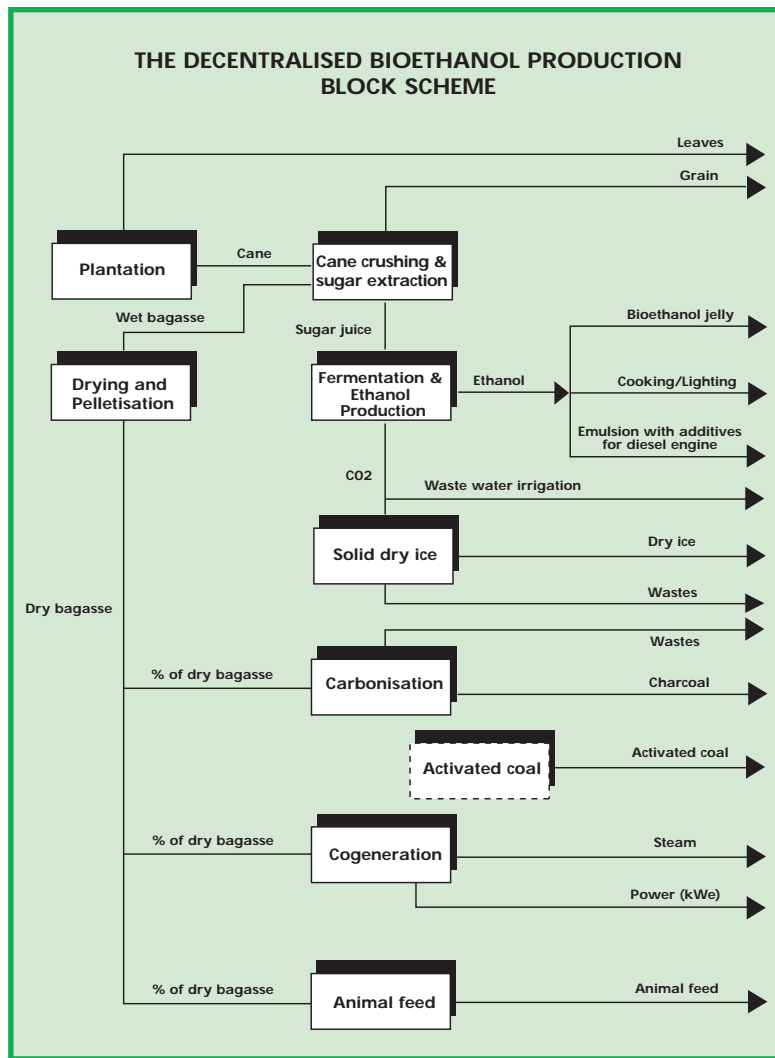 THE DECENTRALISED BIOETHANOL PRODUCTION
BLOCK SCHEME
Leaves
Grain
Plantation
Cane
Cane crushing &
sugar extraction
Wet bagasse
Sugar juice
Bioethanol jelly
Drying and
Pelletisation
Fermentation &
Ethanol
Production
Ethanol
Cooking/Lighting
Emulsion with additives
for diesel engine
CO2
Waste water irrigation
Solid dry ice
Dry ice
Wastes
Dry bagasse
Wastes
% of dry bagasse
Carbonisation
Charcoal
Activated coal
Activated coal
% of dry bagasse
Cogeneration
Steam
Power (kWe)
% of dry bagasse
Animal feed
Animal feed